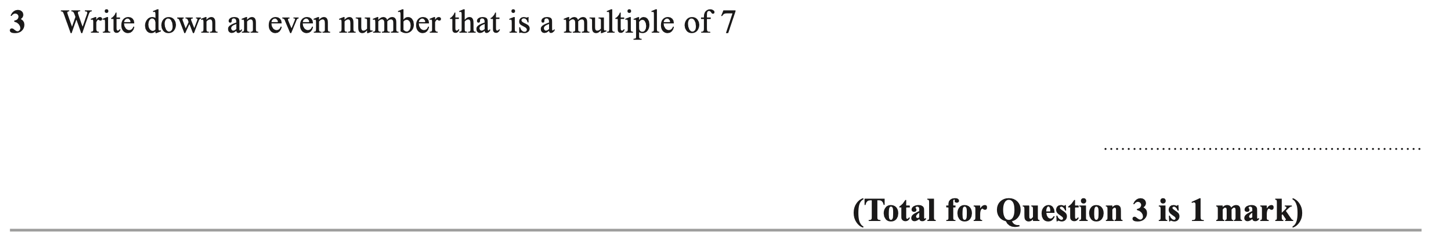 3 Write down an even number that is a multiple of 7
(Total for Question 3 is 1 mark)